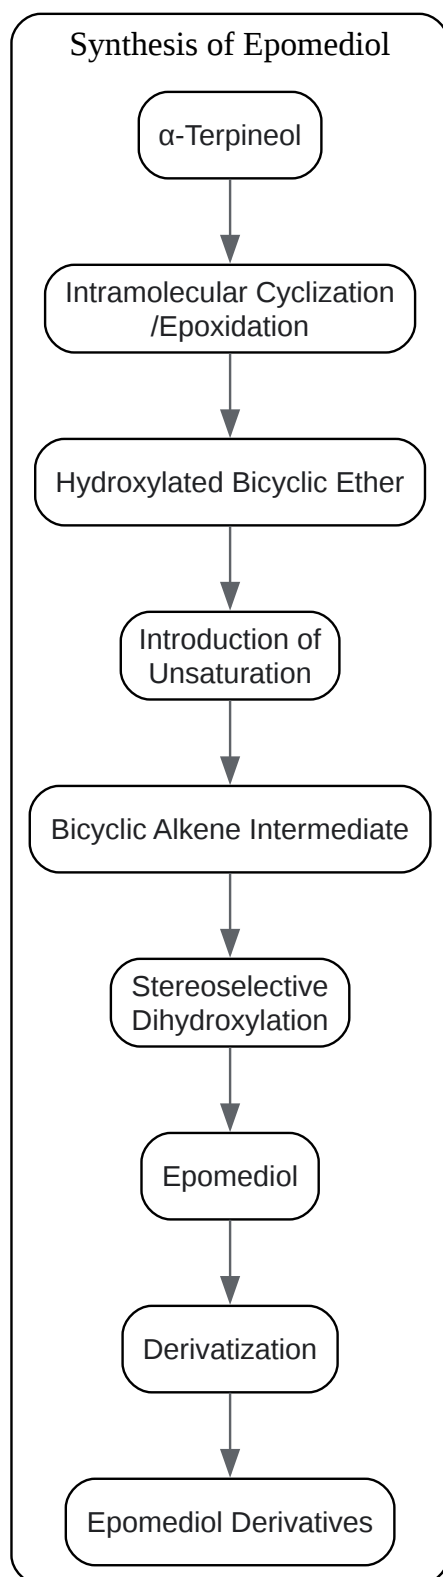 Synthesis of Epomediol
α-Terpineol
Intramolecular Cyclization
/Epoxidation
Hydroxylated Bicyclic Ether
Introduction of
Unsaturation
Bicyclic Alkene Intermediate
Stereoselective
Dihydroxylation
Epomediol
Derivatization
Epomediol Derivatives